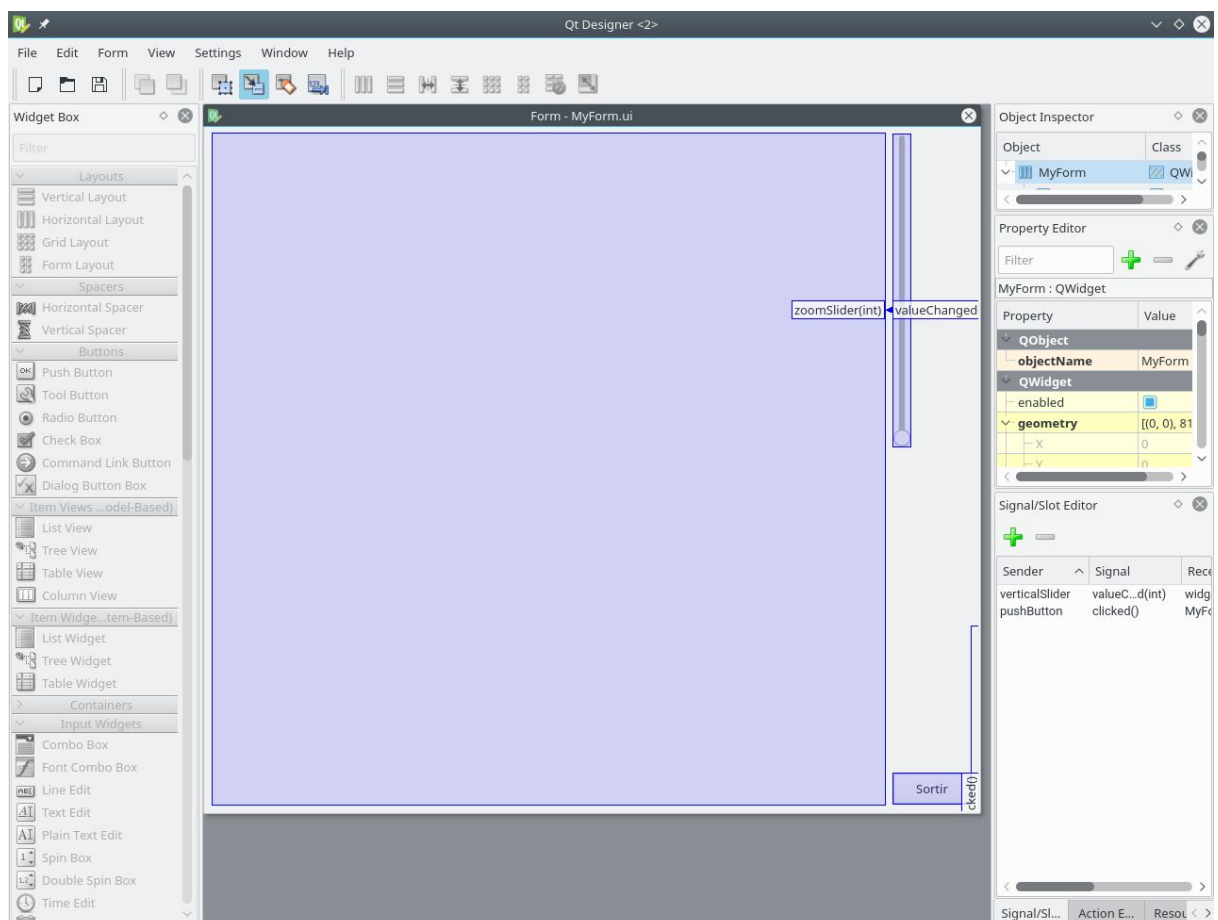 Qt Designer <2>
File Edit Form View Settings Window Help
Widget Box
Filter
Layouts
Vertical Layout
Horizontal Layout
Grid Layout
Form Layout
Spacers
Horizontal Spacer
Vertical Spacer
Buttons
OK Push Button
Tool Button
Radio Button
Check Box
Command Link Button
Dialog Button Box
Item Views ...odel-Based)
List View
Tree View
Table View
Column View
Item Widge...tem-Based)
List Widget
Tree Widget
Table Widget
Containers
Input Widgets
Combo Box
Font Combo Box
Line Edit
Text Edit
Plain Text Edit
Spin Box
Double Spin Box
Time Edit
Form - MyForm.ui
zoomSlider(int) valueChanged
Sortir
cked()
Object Inspector
Object Class
MyForm QWi
Property Editor
Filter
MyForm : QWidget
Property Value
QObject
objectName MyForm
QWidget
enabled
geometry [(0, 0), 81
X 0
Y 0
Signal/Slot Editor
Sender Signal Rece
verticalSlider valueC...d(int) widg
pushButton clicked() MyFo
Signal/Sl... Action E... Resou